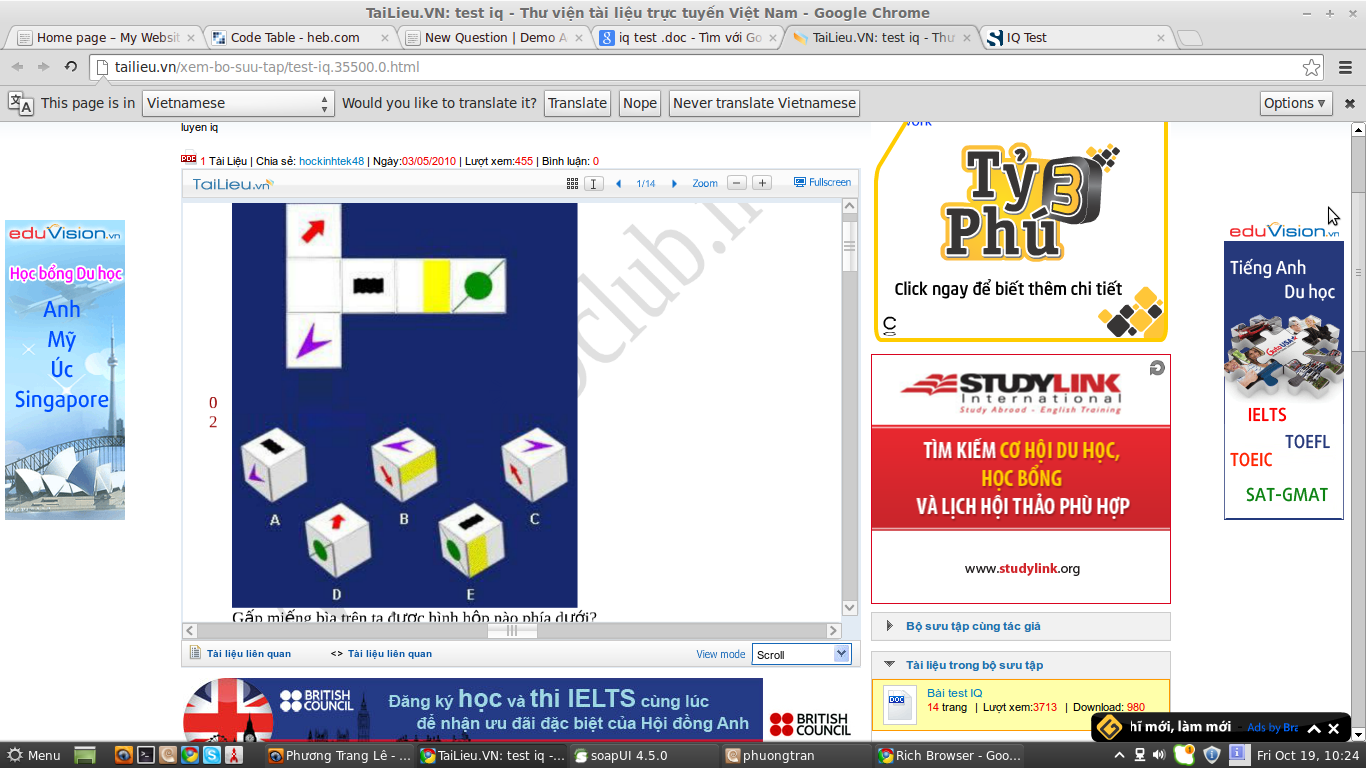 TaiLieu.VN: test iq - Thư viện tài liệu trực tuyến Việt Nam - Google Chrome
Home page – My Websit
Code Table - heb.com
New Question | Demo A
iq test .doc - Tìm với Go
TaiLieu.VN: test iq - Thư
IQ Test
tailieu.vn/xem-bo-suu-tap/test-iq.35500.0.html
This page is in
Vietnamese
Would you like to translate it?
Translate
Nope
Never translate Vietnamese
Options
luyen iq
1 Tài Liệu | Chia sẻ: hockinhtek48 | Ngày:03/05/2010 | Lượt xem:455 | Bình luận: 0
TaiLieu.vn
1/14
Zoom
Fullscreen
0
2
A
B
C
D
E
Gấp miếng bìa trên ta được hình hộp nào phía dưới?
Tài liệu liên quan
<> Tài liệu liên quan
View mode
Scroll
BRITISH
COUNCIL
Đăng ký học và thi IELTS cùng lúc
để nhận ưu đãi đặc biệt của Hội đồng Anh
BRITISH
COUNCIL
eduVision.vn
Học bổng Du học
Anh
Mỹ
Úc
Singapore
work
Tỷ
Phú
3
Click ngay để biết thêm chi tiết
STUDYLINK
International
Study Abroad - English Training
TÌM KIẾM CƠ HỘI DU HỌC,
HỌC BỔNG
VÀ LỊCH HỘI THẢO PHÙ HỢP
www.studylink.org
Bộ sưu tập cùng tác giả
Tài liệu trong bộ sưu tập
DOC
Bài test IQ
14 trang | Lượt xem:3713 | Download: 980
eduVision.vn
Tiếng Anh
Du học
IELTS
TOEFL
TOEIC
SAT-GMAT
hĩ mới, làm mới - Ads by Bra
Menu
Phương Trang Lê - ...
TaiLieu.VN: test iq -...
soapUI 4.5.0
phuongtran
Rich Browser - Goo...
Fri Oct 19, 10:24